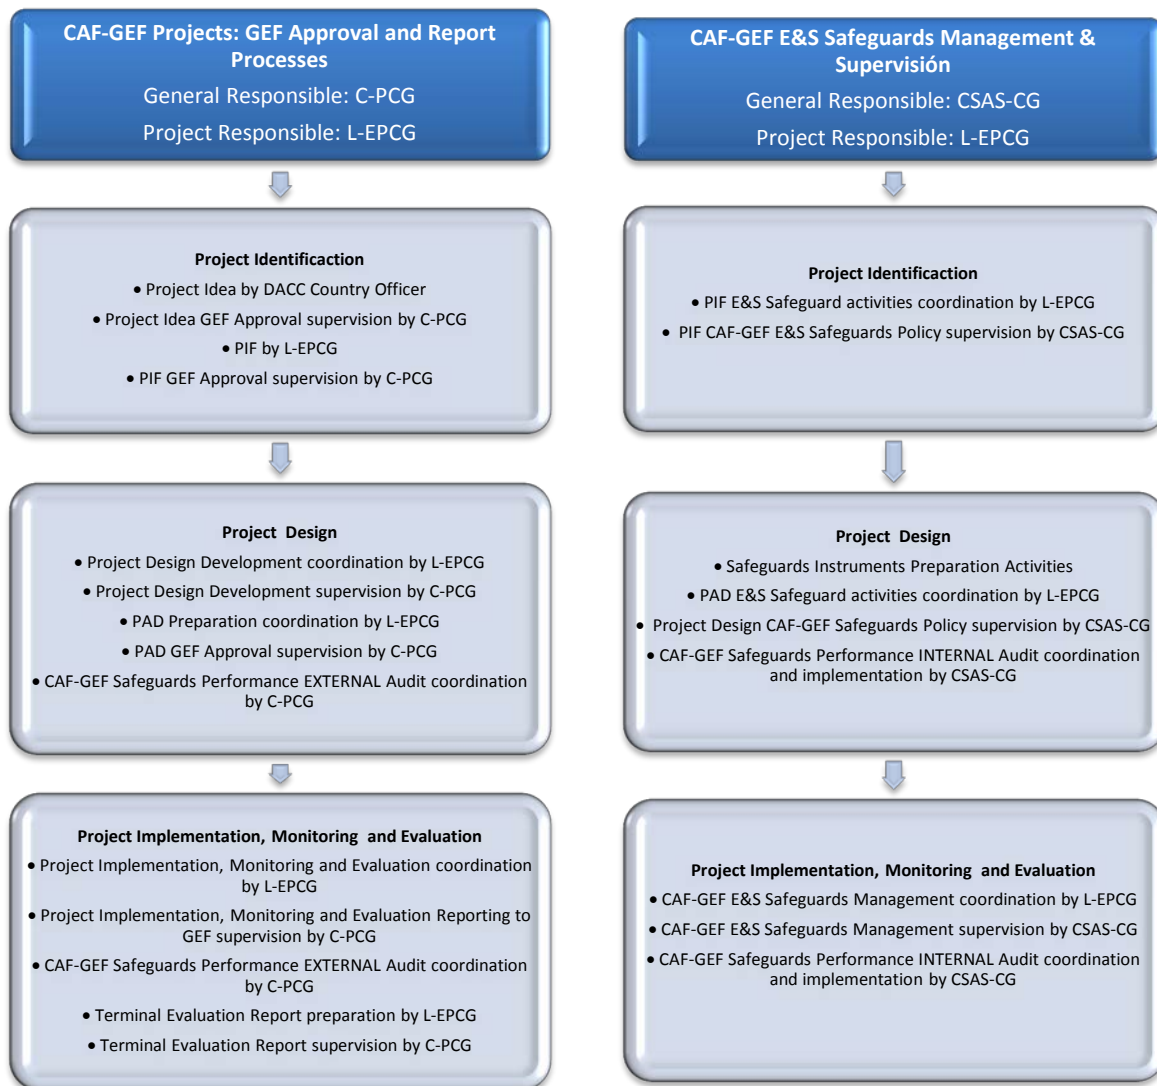 CAF-GEF Projects: GEF Approval and Report
Processes
General Responsible: C-PCG
Project Responsible: L-EPCG
Project Identificaction
• Project Idea by DACC Country Officer
• Project Idea GEF Approval supervision by C-PCG
• PIF by L-EPCG
• PIF GEF Approval supervision by C-PCG
Project Design
• Project Design Development coordination by L-EPCG
• Project Design Development supervision by C-PCG
• PAD Preparation coordination by L-EPCG
• PAD GEF Approval supervision by C-PCG
• CAF-GEF Safeguards Performance EXTERNAL Audit coordination
by C-PCG
Project Implementation, Monitoring and Evaluation
• Project Implementation, Monitoring and Evaluation coordination
by L-EPCG
• Project Implementation, Monitoring and Evaluation Reporting to
GEF supervision by C-PCG
• CAF-GEF Safeguards Performance EXTERNAL Audit coordination
by C-PCG
• Terminal Evaluation Report preparation by L-EPCG
• Terminal Evaluation Report supervision by C-PCG
CAF-GEF E&S Safeguards Management &
Supervisión
General Responsible: CSAS-CG
Project Responsible: L-EPCG
Project Identificaction
• PIF E&S Safeguard activities coordination by L-EPCG
• PIF CAF-GEF E&S Safeguards Policy supervision by CSAS-CG
Project Design
• Safeguards Instruments Preparation Activities
• PAD E&S Safeguard activities coordination by L-EPCG
• Project Design CAF-GEF Safeguards Policy supervision by CSAS-CG
• CAF-GEF Safeguards Performance INTERNAL Audit coordination
and implementation by CSAS-CG
Project Implementation, Monitoring and Evaluation
• CAF-GEF E&S Safeguards Management coordination by L-EPCG
• CAF-GEF E&S Safeguards Management supervision by CSAS-CG
• CAF-GEF Safeguards Performance INTERNAL Audit coordination
and implementation by CSAS-CG